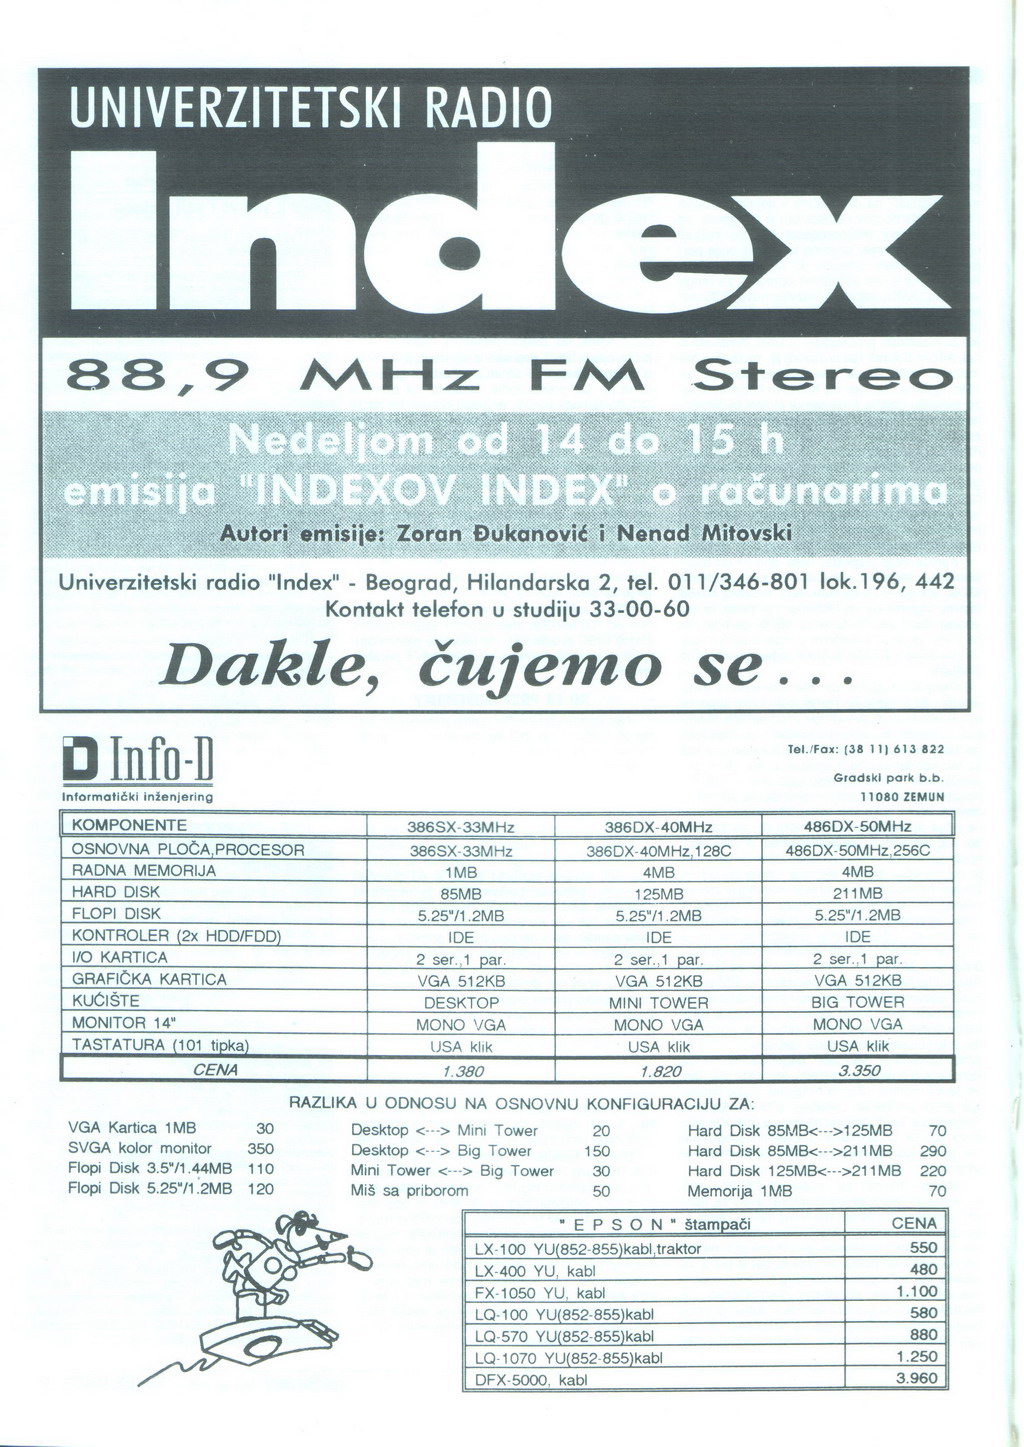 UNIVERZITETSKI RADIO
Index
88,9 MHz FM Stereo
Nedeljom od 14 do 15 h
emisija "INDEXOV INDEX" o računarima
Autori emisije: Zoran Đukanović i Nenad Mitovski
Univerzitetski radio "Index" - Beograd, Hilandarska 2, tel. 011/346-801 lok.196, 442
Kontakt telefon u studiju 33-00-60
Dakle, čujemo se...
Info-D
Informatički inženjering
Tel./Fax: (38 11) 613 822
Gradski park b.b.
11080 ZEMUN
KOMPONENTE 386SX-33MHz 386DX-40MHz 486DX-50MHz
OSNOVNA PLOČA,PROCESOR 386SX-33MHz 386DX-40MHz,128C 486DX-50MHz,256C
RADNA MEMORIJA 1MB 4MB 4MB
HARD DISK 85MB 125MB 211MB
FLOPI DISK 5.25"/1.2MB 5.25"/1.2MB 5.25"/1.2MB
KONTROLER (2x HDD/FDD) IDE IDE IDE
I/O KARTICA 2 ser.,1 par. 2 ser.,1 par. 2 ser.,1 par.
GRAFIČKA KARTICA VGA 512KB VGA 512KB VGA 512KB
KUĆIŠTE DESKTOP MINI TOWER BIG TOWER
MONITOR 14" MONO VGA MONO VGA MONO VGA
TASTATURA (101 tipka) USA klik USA klik USA klik
CENA 1.380 1.820 3.350
RAZLIKA U ODNOSU NA OSNOVNU KONFIGURACIJU ZA:
VGA Kartica 1MB 30 Desktop <---> Mini Tower 20 Hard Disk 85MB<--->125MB 70
SVGA kolor monitor 350 Desktop <---> Big Tower 150 Hard Disk 85MB<--->211MB 290
Flopi Disk 3.5"/1.44MB 110 Mini Tower <---> Big Tower 30 Hard Disk 125MB<--->211MB 220
Flopi Disk 5.25"/1.2MB 120 Miš sa priborom 50 Memorija 1MB 70
" E P S O N " štampači CENA
LX-100 YU(852-855)kabl,traktor 550
LX-400 YU, kabl 480
FX-1050 YU, kabl 1.100
LQ-100 YU(852-855)kabl 580
LQ-570 YU(852-855)kabl 880
LQ-1070 YU(852-855)kabl 1.250
DFX-5000, kabl 3.960